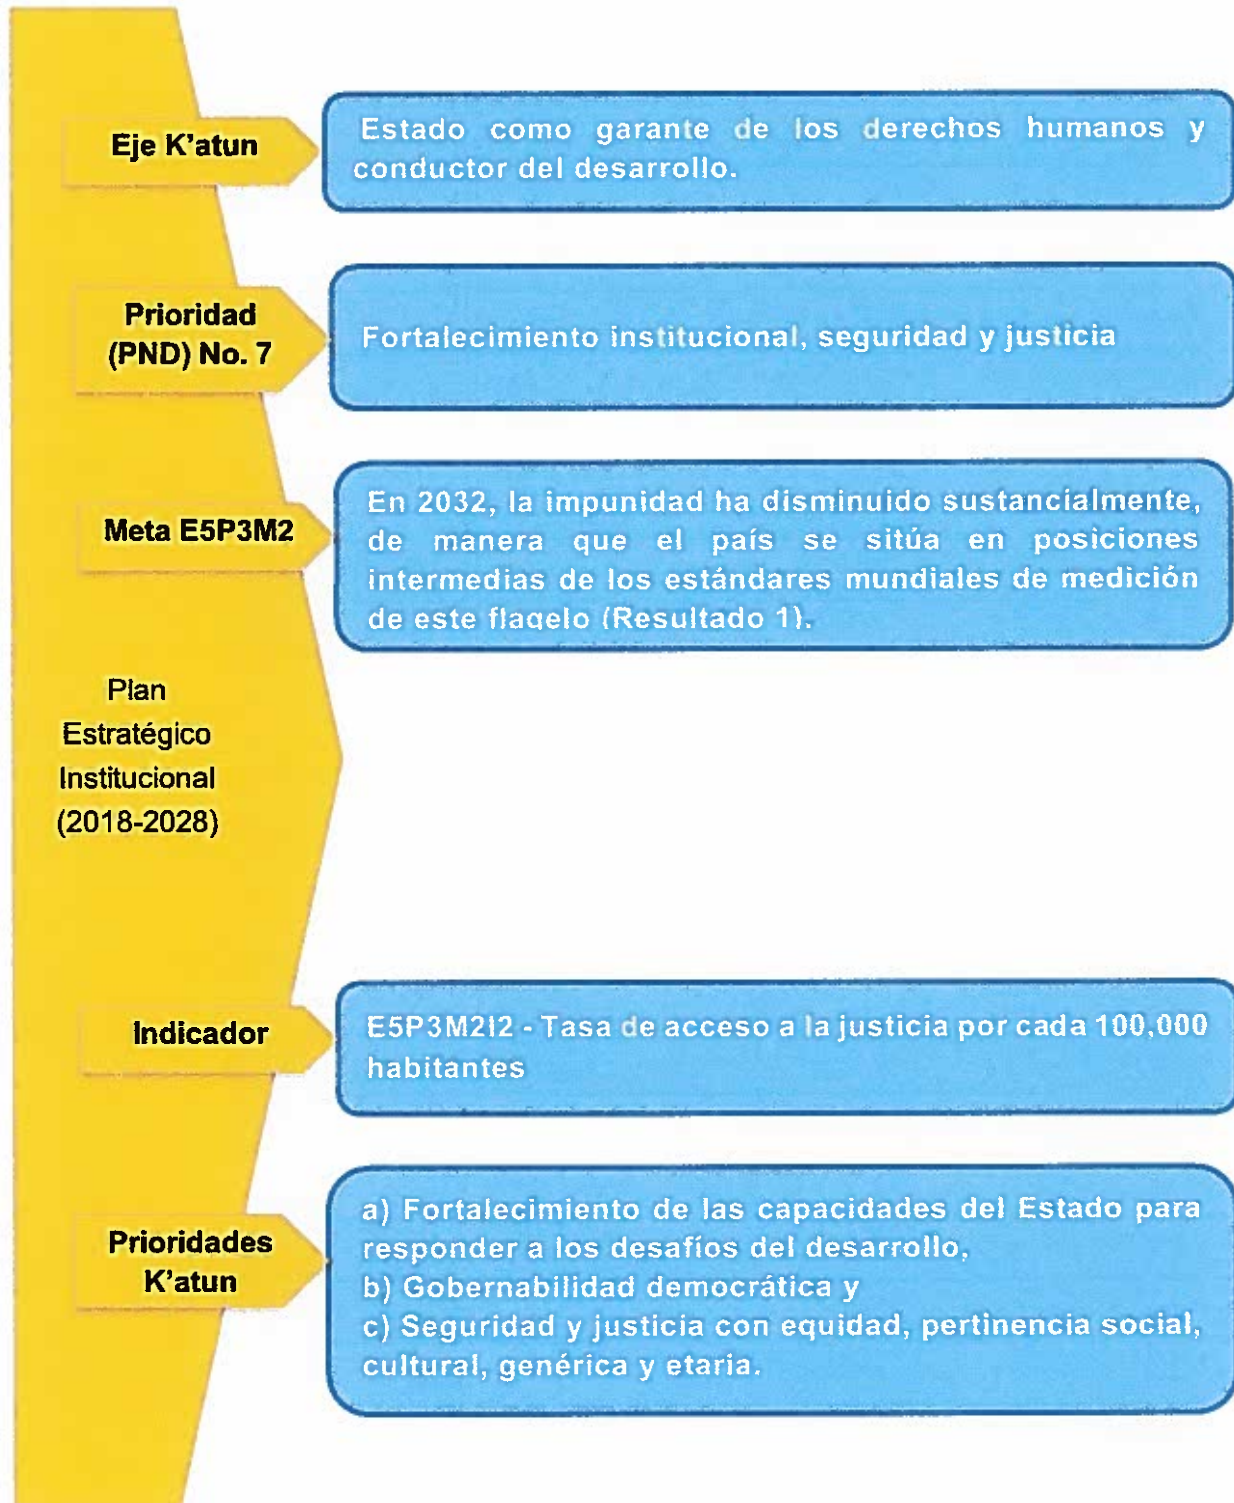 Eje K'atun
Estado como garante de los derechos humanos y
conductor del desarrollo.
Prioridad
(PND) No. 7
Fortalecimiento institucional, seguridad y justicia
Meta E5P3M2
En 2032, la impunidad ha disminuido sustancialmente,
de manera que el país se sitúa en posiciones
intermedias de los estándares mundiales de medición
de este flagelo (Resultado 1).
Plan
Estratégico
Institucional
(2018-2028)
Indicador
E5P3M2I2 - Tasa de acceso a la justicia por cada 100,000
habitantes
Prioridades
K'atun
a) Fortalecimiento de las capacidades del Estado para
responder a los desafíos del desarrollo,
b) Gobernabilidad democrática y
c) Seguridad y justicia con equidad, pertinencia social,
cultural, genérica y etaria.